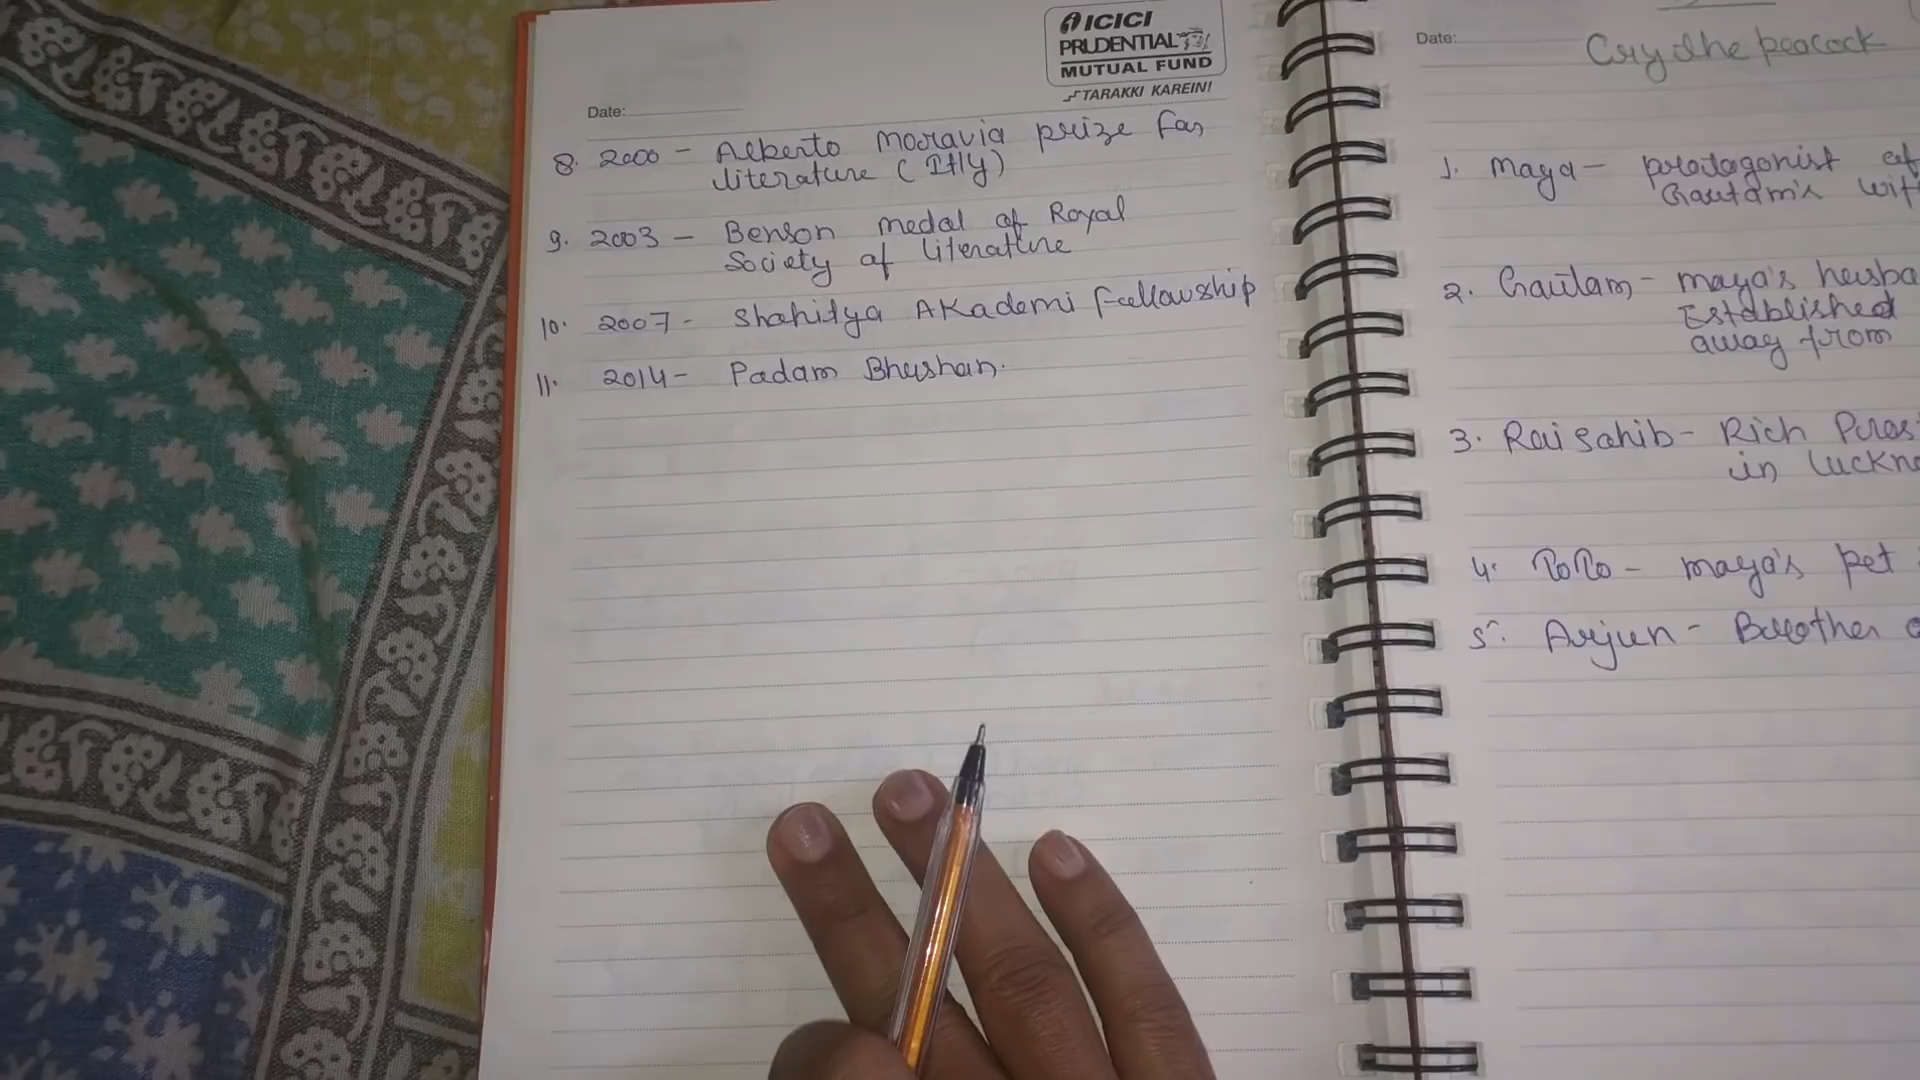 ICICI
PRUDENTIAL
MUTUAL FUND
TARAKKI KAREIN!
Date:
8. 2000 - Alberto Moravia prize for
literature (Itly)
9. 2003 - Benson medal of Royal
Society of literature
10. 2007 - Shahitya AKademi Fellowship
11. 2014 - Padam Bhushan.
Date:
Cry the peacock
1. Maya - protagonist of
Gautam's
2. Gautam - maya's
Established
away from
3. Rai Sahib - Rich
in
4. ToTo - maya's pet
5. Arjun - Brother